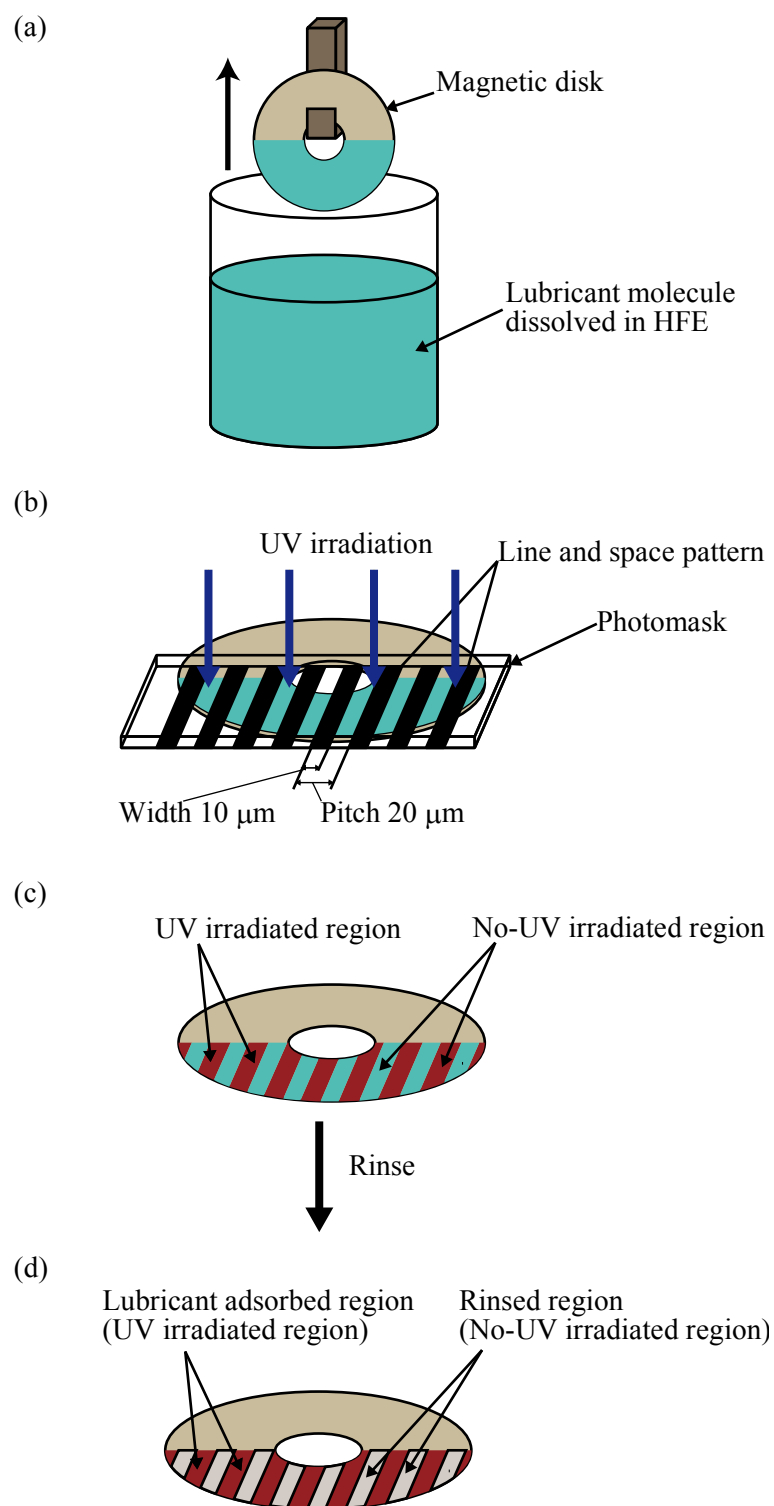 (a)
Magnetic disk
Lubricant molecule
dissolved in HFE
(b)
UV irradiation
Line and space pattern
Photomask
Width 10 μm
Pitch 20 μm
(c)
UV irradiated region
No-UV irradiated region
Rinse
(d)
Lubricant adsorbed region
(UV irradiated region)
Rinsed region
(No-UV irradiated region)